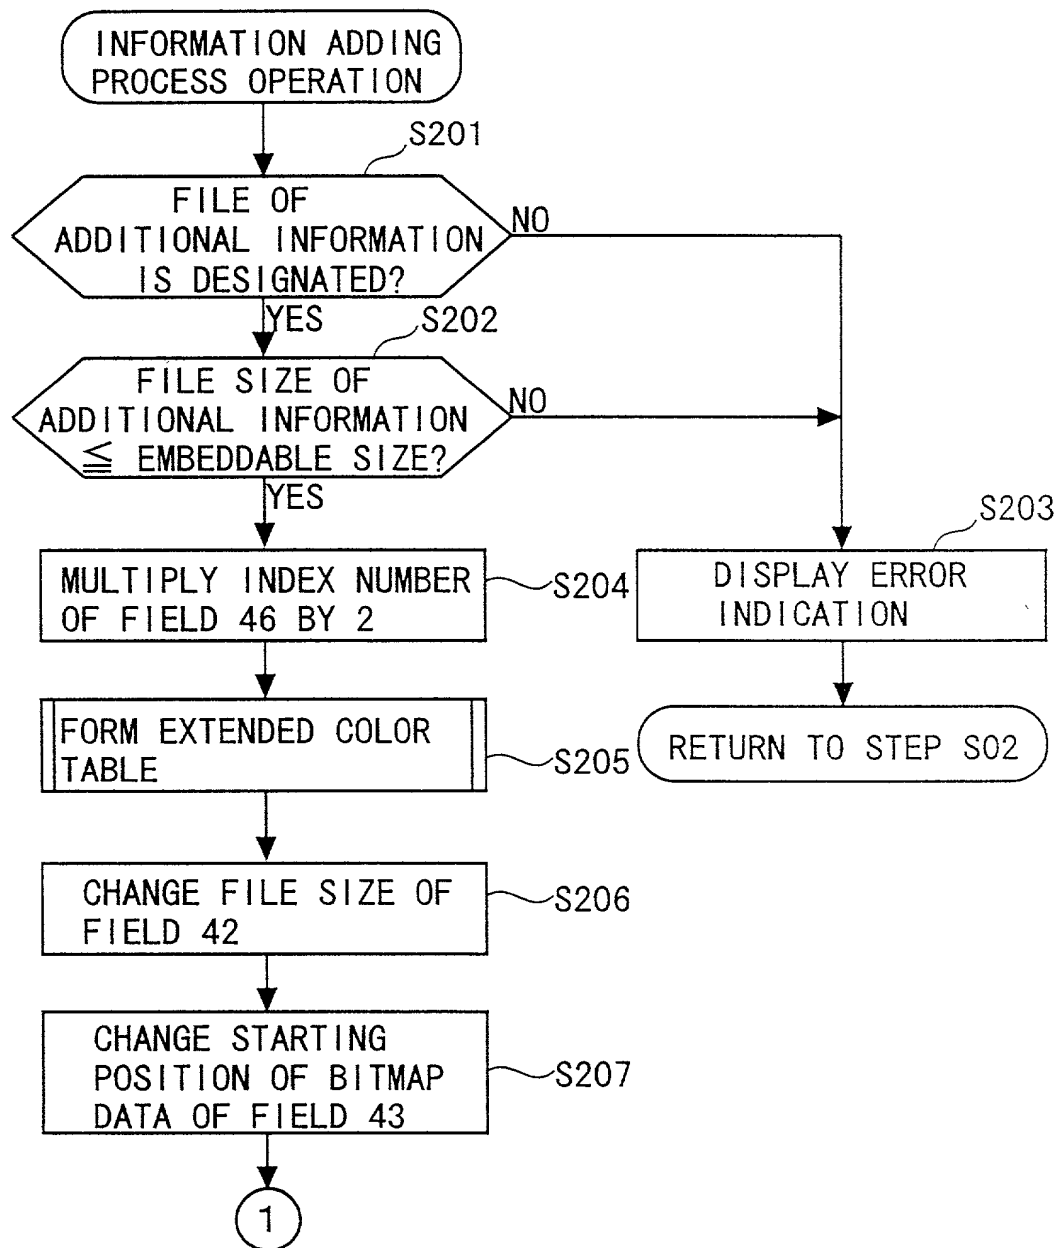 INFORMATION ADDING
PROCESS OPERATION
S201
FILE OF
ADDITIONAL INFORMATION
IS DESIGNATED?
NO
YES
S202
FILE SIZE OF
ADDITIONAL INFORMATION
≦ EMBEDDABLE SIZE?
NO
YES
S203
DISPLAY ERROR
INDICATION
RETURN TO STEP S02
MULTIPLY INDEX NUMBER
OF FIELD 46 BY 2
S204
FORM EXTENDED COLOR
TABLE
S205
CHANGE FILE SIZE OF
FIELD 42
S206
CHANGE STARTING
POSITION OF BITMAP
DATA OF FIELD 43
S207
1